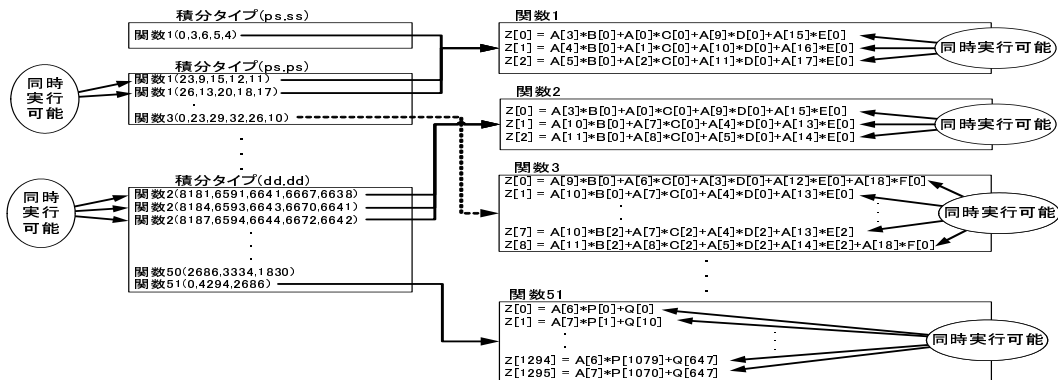 積分タイプ(ps,ss)
関数1(0,3,6,5,4)
積分タイプ(ps,ps)
関数1(23,9,15,12,11)
関数1(26,13,20,18,17)
関数3(0,23,29,32,26,10)
同時
実行
可能
積分タイプ(dd,dd)
関数2(8181,6591,6641,6667,6638)
関数2(8184,6593,6643,6670,6641)
関数2(8187,6594,6644,6672,6642)
関数50(2686,3334,1830)
関数51(0,4294,2686)
同時
実行
可能
関数1
Z[0] = A[3]*B[0]+A[0]*C[0]+A[9]*D[0]+A[15]*E[0]
Z[1] = A[4]*B[0]+A[1]*C[0]+A[10]*D[0]+A[16]*E[0]
Z[2] = A[5]*B[0]+A[2]*C[0]+A[11]*D[0]+A[17]*E[0]
同時実行可能
関数2
Z[0] = A[3]*B[0]+A[0]*C[0]+A[9]*D[0]+A[15]*E[0]
Z[1] = A[10]*B[0]+A[7]*C[0]+A[4]*D[0]+A[13]*E[0]
Z[2] = A[11]*B[0]+A[8]*C[0]+A[5]*D[0]+A[14]*E[0]
同時実行可能
関数3
Z[0] = A[9]*B[0]+A[6]*C[0]+A[3]*D[0]+A[12]*E[0]+A[18]*F[0]
Z[1] = A[10]*B[0]+A[7]*C[0]+A[4]*D[0]+A[13]*E[0]
Z[7] = A[10]*B[2]+A[7]*C[2]+A[4]*D[2]+A[13]*E[2]
Z[8] = A[11]*B[2]+A[8]*C[2]+A[5]*D[2]+A[14]*E[2]+A[18]*F[0]
同時実行可能
関数51
Z[0] = A[6]*P[0]+Q[0]
Z[1] = A[7]*P[1]+Q[10]
Z[1294] = A[6]*P[1079]+Q[647]
Z[1295] = A[7]*P[1070]+Q[647]
同時実行可能